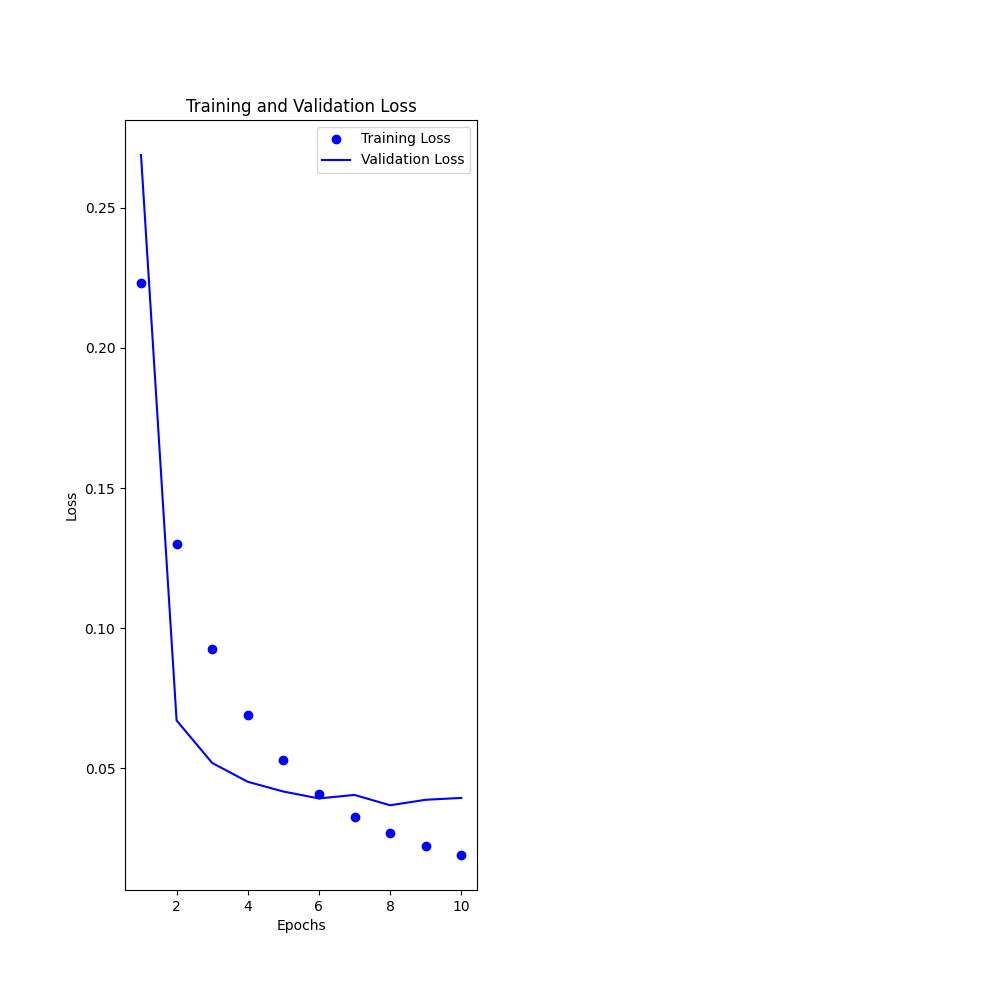 Training and Validation Loss
Training Loss
Validation Loss
0.25
0.20
0.15
0.10
0.05
Loss
2 4 6 8 10
Epochs